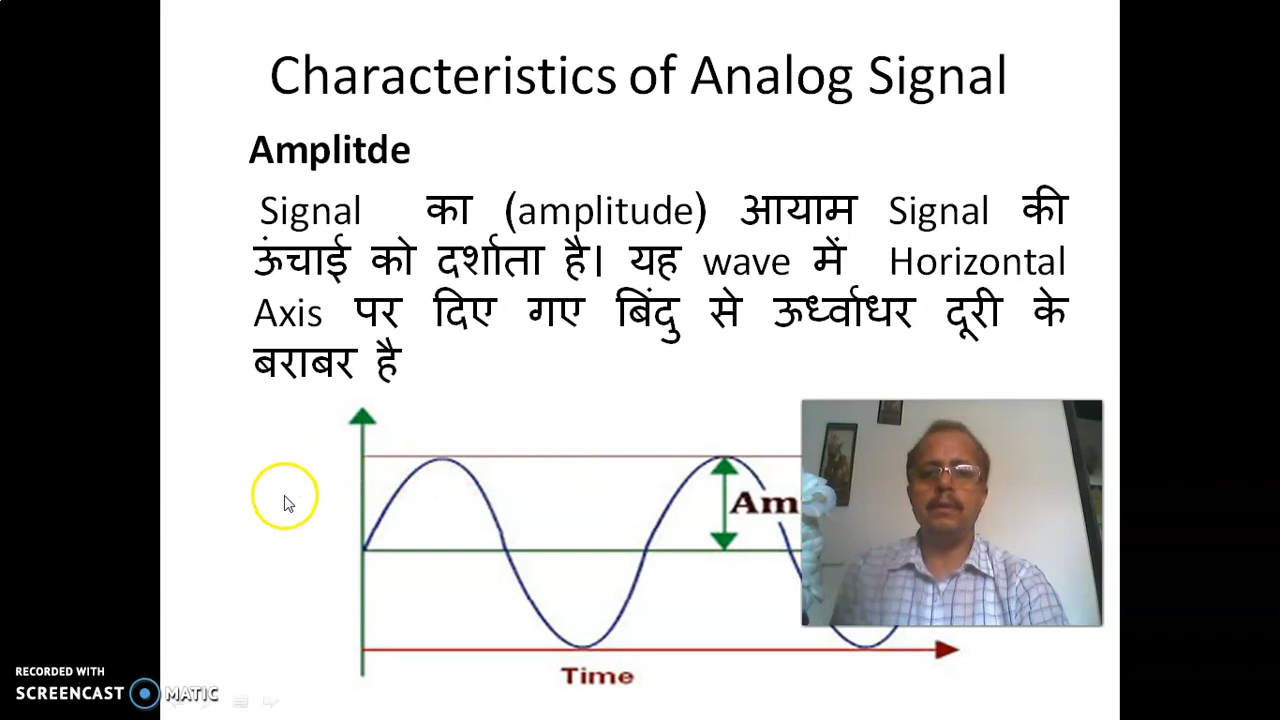 Characteristics of Analog Signal
Amplitde
Signal का (amplitude) आयाम Signal की
ऊंचाई को दर्शाता है। यह wave में Horizontal
Axis पर दिए गए बिंदु से ऊर्ध्वाधर दूरी के
बराबर है
Am
Time
RECORDED WITH
SCREENCAST MATIC